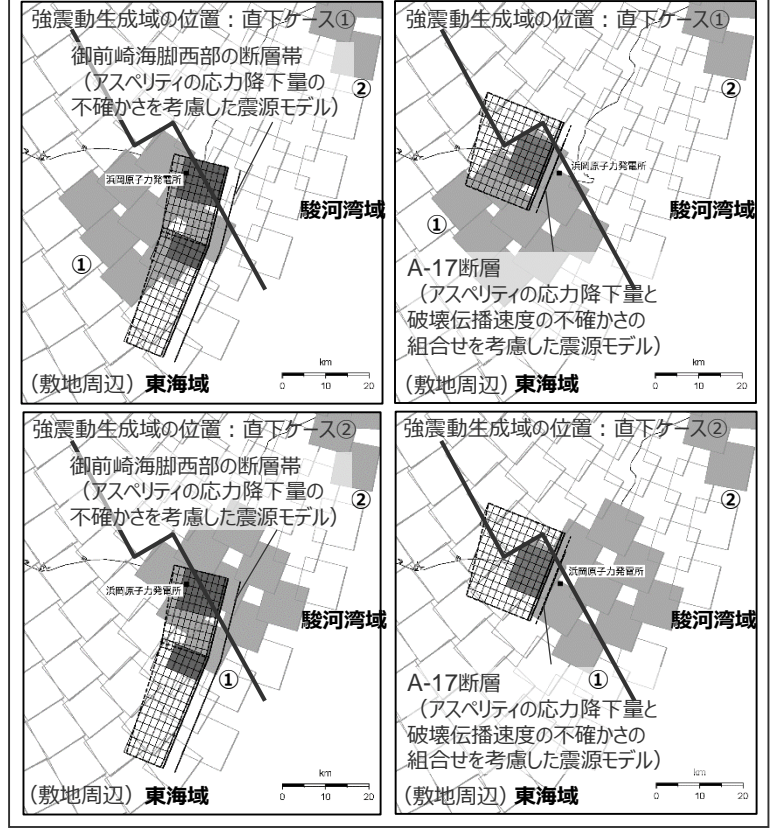 強震動生成域の位置：直下ケース①
御前崎海脚西部の断層帯
（アスペリティの応力降下量の
不確かさを考慮した震源モデル）
②
浜岡原子力発電所
駿河湾域
①
（敷地周辺）東海域
km
0 10 20
強震動生成域の位置：直下ケース①
②
浜岡原子力発電所
駿河湾域
①
A-17断層
（アスペリティの応力降下量と
破壊伝播速度の不確かさの
組合せを考慮した震源モデル）
（敷地周辺）東海域
km
0 10 20
強震動生成域の位置：直下ケース②
御前崎海脚西部の断層帯
（アスペリティの応力降下量の
不確かさを考慮した震源モデル）
②
浜岡原子力発電所
駿河湾域
①
（敷地周辺）東海域
km
0 10 20
強震動生成域の位置：直下ケース②
②
浜岡原子力発電所
駿河湾域
A-17断層
①
（アスペリティの応力降下量と
破壊伝播速度の不確かさの
組合せを考慮した震源モデル）
（敷地周辺）東海域
km
0 10 20